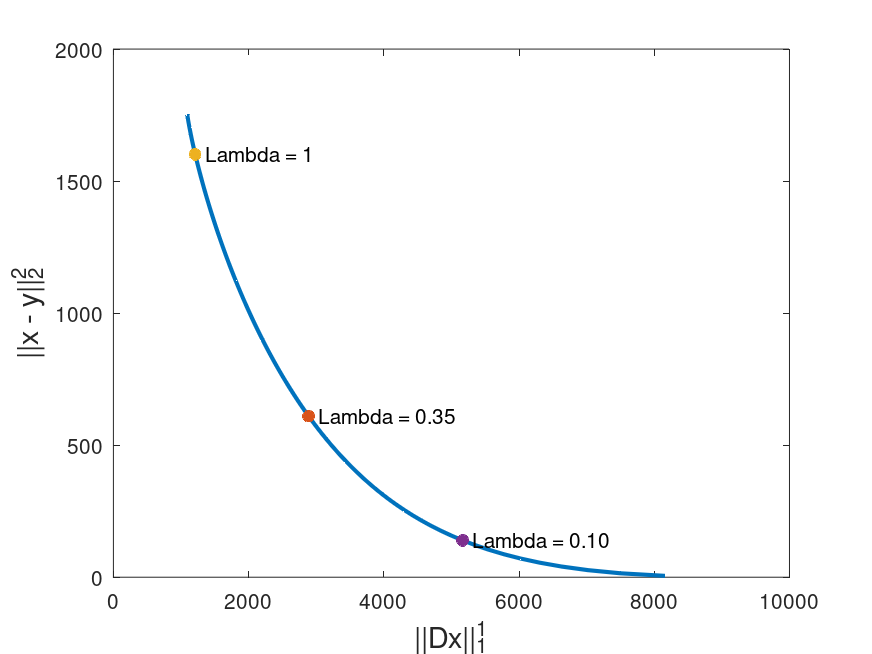 2000
1500
1000
500
0
||x - y||₂²
Lambda = 1
Lambda = 0.35
Lambda = 0.10
0
2000
4000
6000
8000
10000
||Dx||₁¹